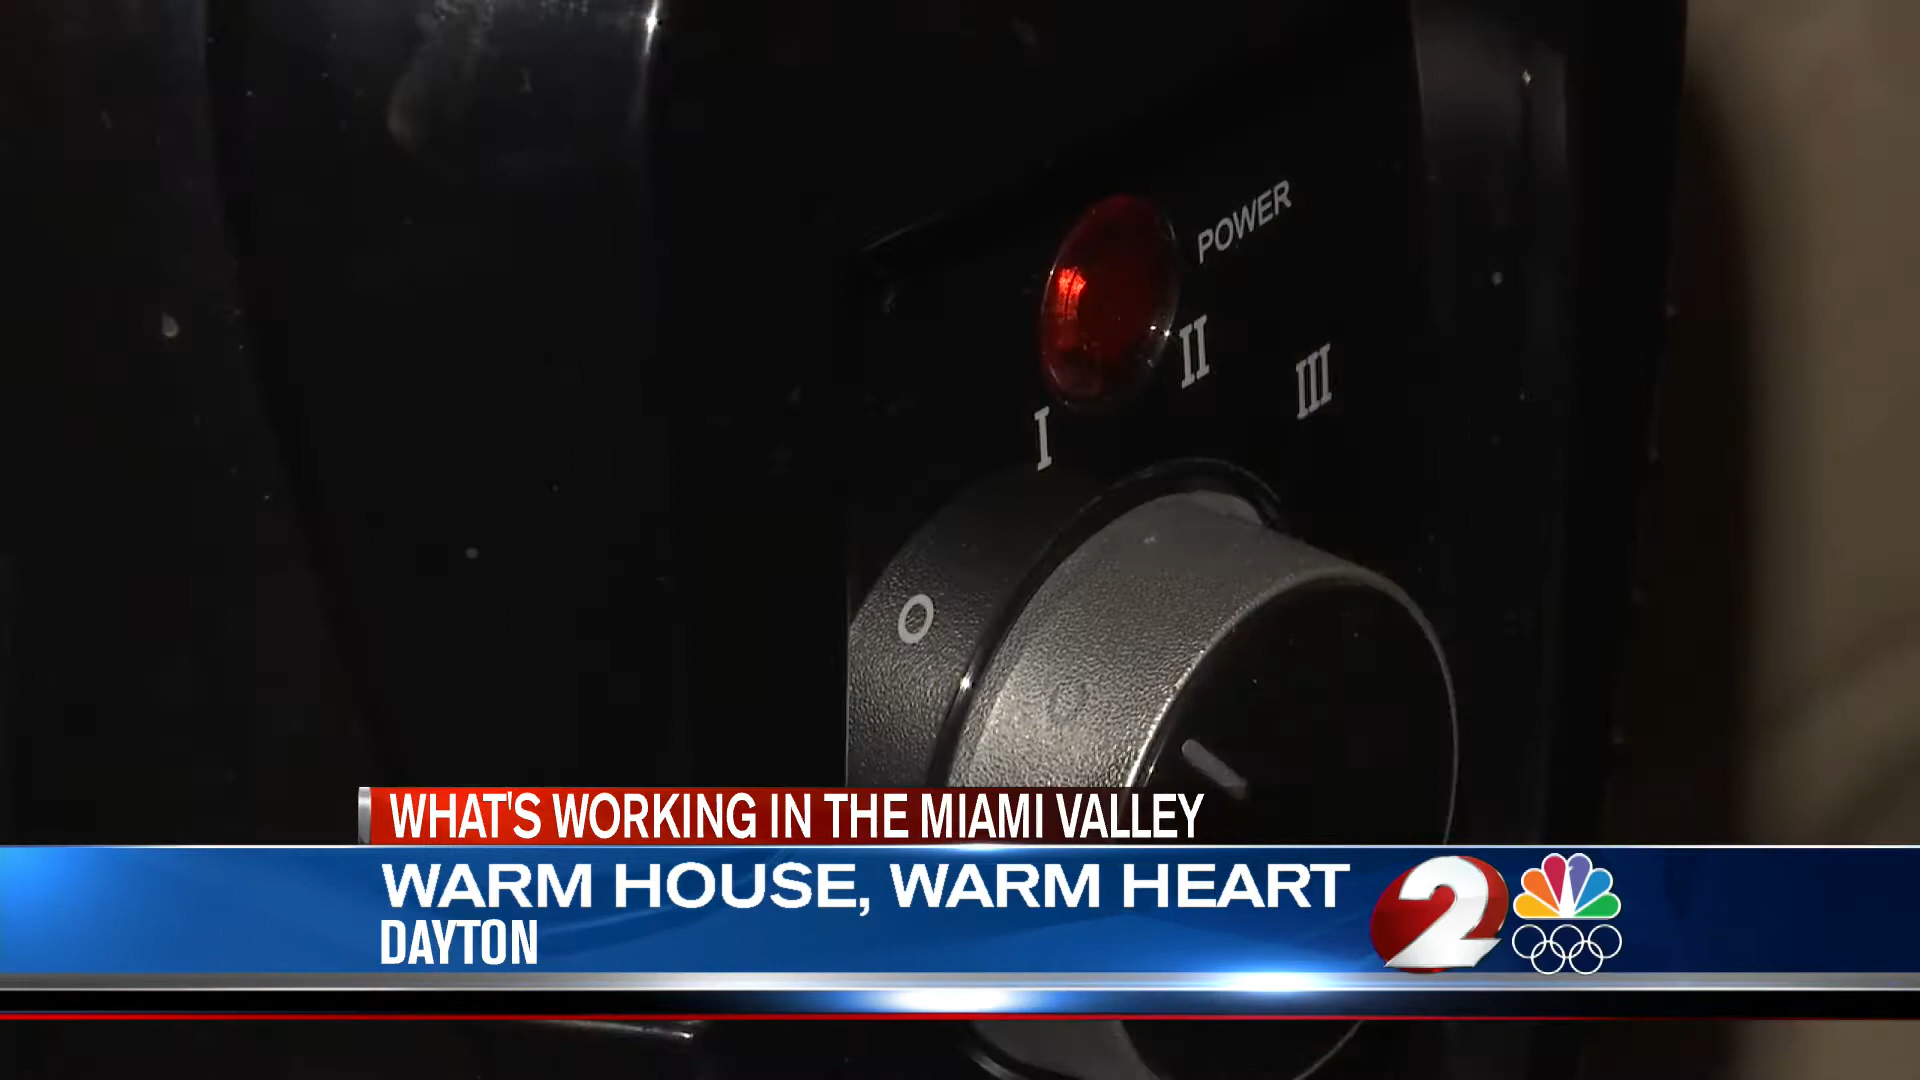 POWER
I II III
O
WHAT'S WORKING IN THE MIAMI VALLEY
WARM HOUSE, WARM HEART
DAYTON
2